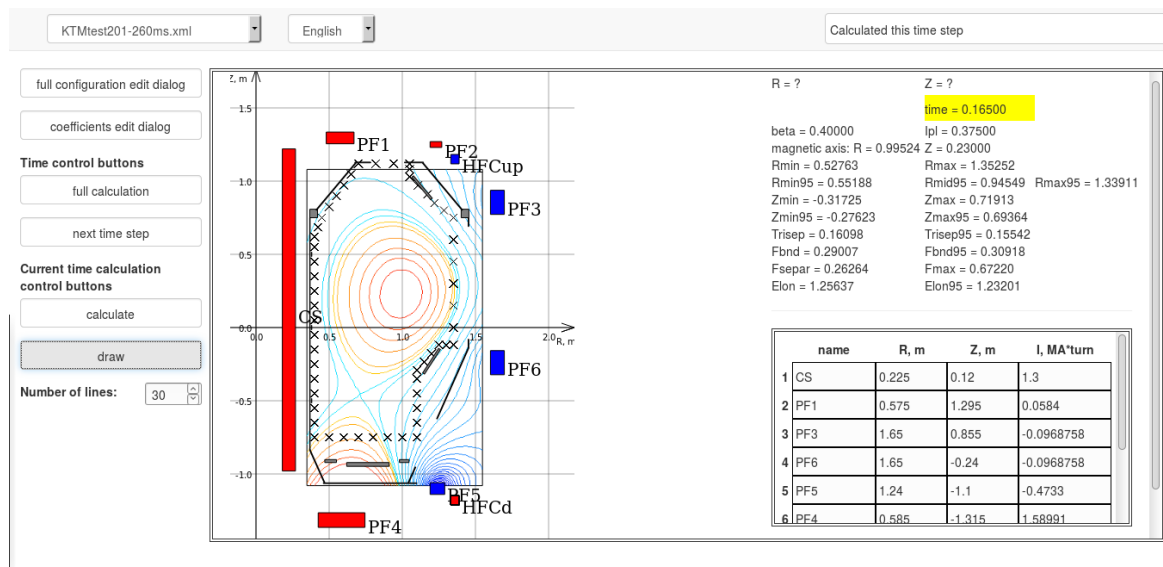 KTMtest201-260ms.xml English Calculated this time step
full configuration edit dialog
coefficients edit dialog
Time control buttons
full calculation
next time step
Current time calculation
control buttons
calculate
draw
Number of lines: 30
Z, m
1.5
1.0
0.5
0.0
-0.5
-1.0
0.0 0.5 1.0 1.5 2.0 R, m
PF1
PF2
HFCup
PF3
CS
PF6
PF5
HFCd
PF4
R = ? Z = ?
time = 0.16500
beta = 0.40000 Ipl = 0.37500
magnetic axis: R = 0.99524 Z = 0.23000
Rmin = 0.52763 Rmax = 1.35252
Rmin95 = 0.55188 Rmid95 = 0.94549 Rmax95 = 1.33911
Zmin = -0.31725 Zmax = 0.71913
Zmin95 = -0.27623 Zmax95 = 0.69364
Trisep = 0.16098 Trisep95 = 0.15542
Fbnd = 0.29007 Fbnd95 = 0.30918
Fsepar = 0.26264 Fmax = 0.67220
Elon = 1.25637 Elon95 = 1.23201
name R, m Z, m I, MA*turn
1 CS 0.225 0.12 1.3
2 PF1 0.575 1.295 0.0584
3 PF3 1.65 0.855 -0.0968758
4 PF6 1.65 -0.24 -0.0968758
5 PF5 1.24 -1.1 -0.4733
6 PF4 0.585 -1.315 1.58991